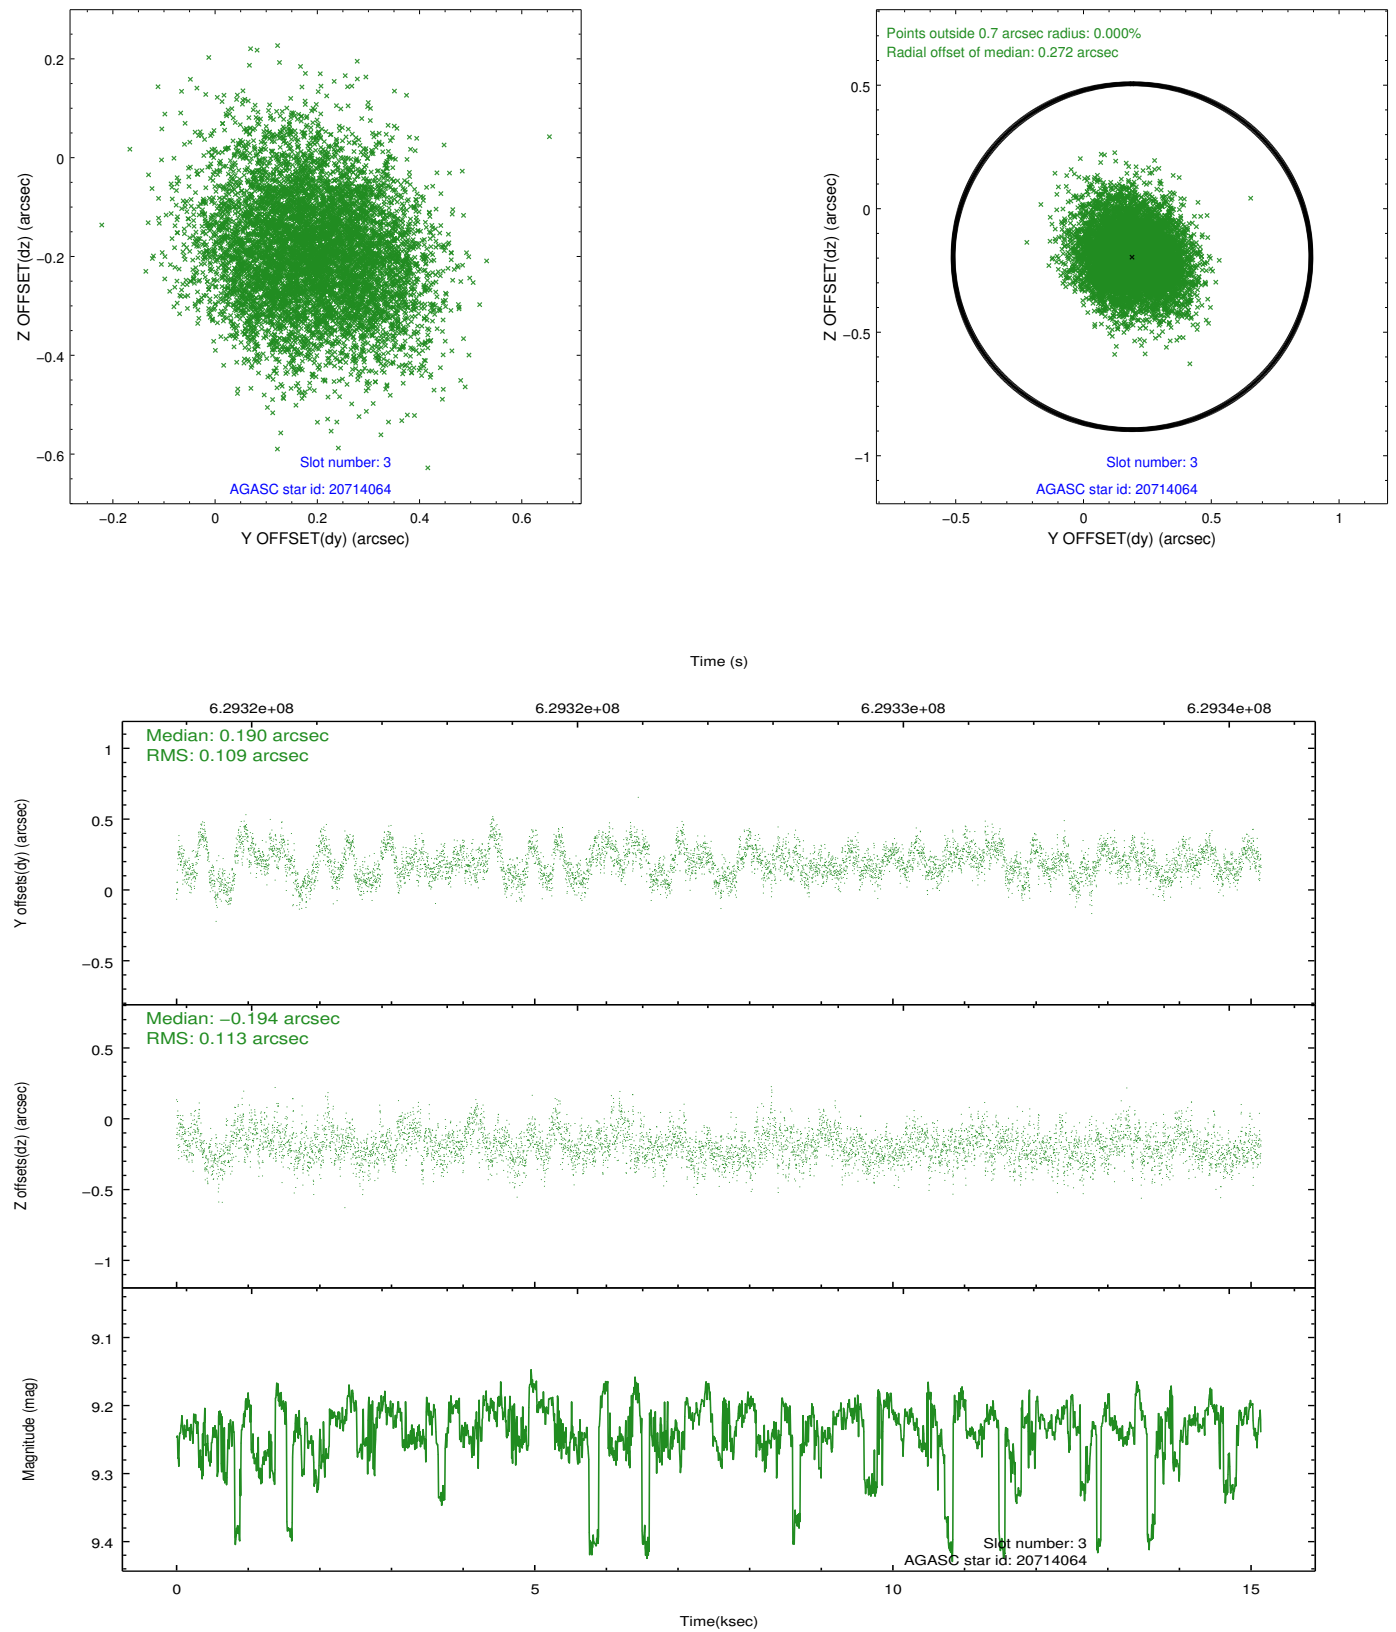 0.2
0
−0.2
−0.4
−0.6
Z OFFSET(dz) (arcsec)
Slot number: 3
AGASC star id: 20714064
−0.2
0
0.2
0.4
0.6
Y OFFSET(dy) (arcsec)
Points outside 0.7 arcsec radius: 0.000%
Radial offset of median: 0.272 arcsec
0.5
0
−0.5
−1
Z OFFSET(dz) (arcsec)
Slot number: 3
AGASC star id: 20714064
−0.5
0
0.5
1
Y OFFSET(dy) (arcsec)
Time (s)
6.2932e+08
6.2932e+08
6.2933e+08
6.2934e+08
Median: 0.190 arcsec
RMS: 0.109 arcsec
1
0.5
0
−0.5
Y offsets(dy) (arcsec)
Median: −0.194 arcsec
RMS: 0.113 arcsec
0.5
0
−0.5
−1
Z offsets(dz) (arcsec)
9.1
9.2
9.3
9.4
Magnitude (mag)
Slot number: 3
AGASC star id: 20714064
0
5
10
15
Time(ksec)